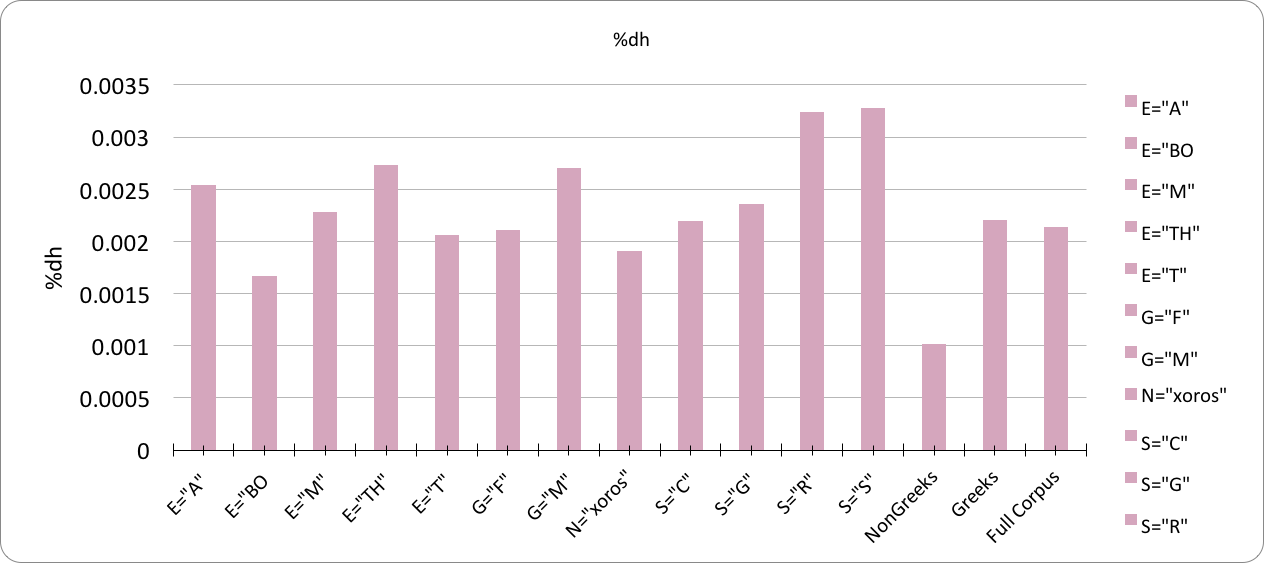 %dh
0.0035
0.003
0.0025
0.002
0.0015
0.001
0.0005
0
%dh
E="A"
E="BO
E="M"
E="TH"
E="T"
G="F"
G="M"
N="xoros"
S="C"
S="G"
S="R"
S="S"
NonGreeks
Greeks
Full Corpus
E="A"
E="BO
E="M"
E="TH"
E="T"
G="F"
G="M"
N="xoros"
S="C"
S="G"
S="R"